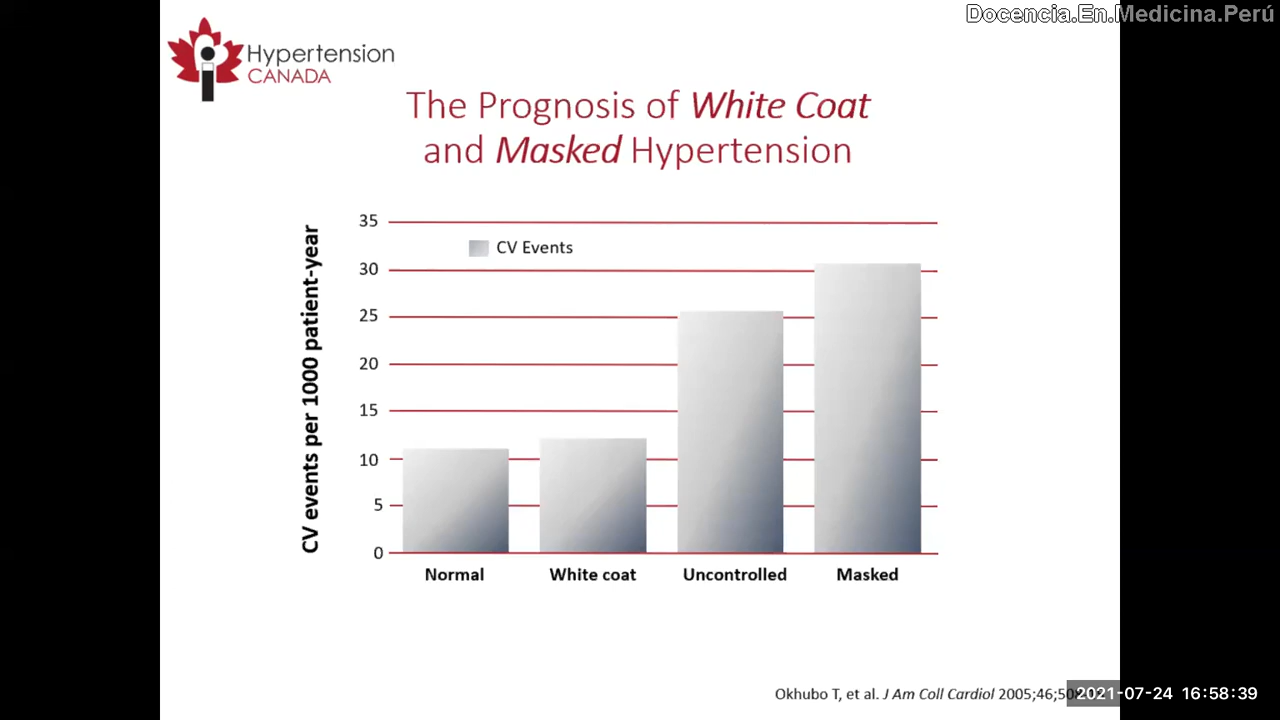 Docencia.En.Medicina.Perú
Hypertension
CANADA
The Prognosis of White Coat
and Masked Hypertension
CV events per 1000 patient-year
35
CV Events
30
25
20
15
10
5
0
Normal White coat Uncontrolled Masked
Okhubo T, et al. J Am Coll Cardiol 2005;46;
2021-07-24 16:58:39